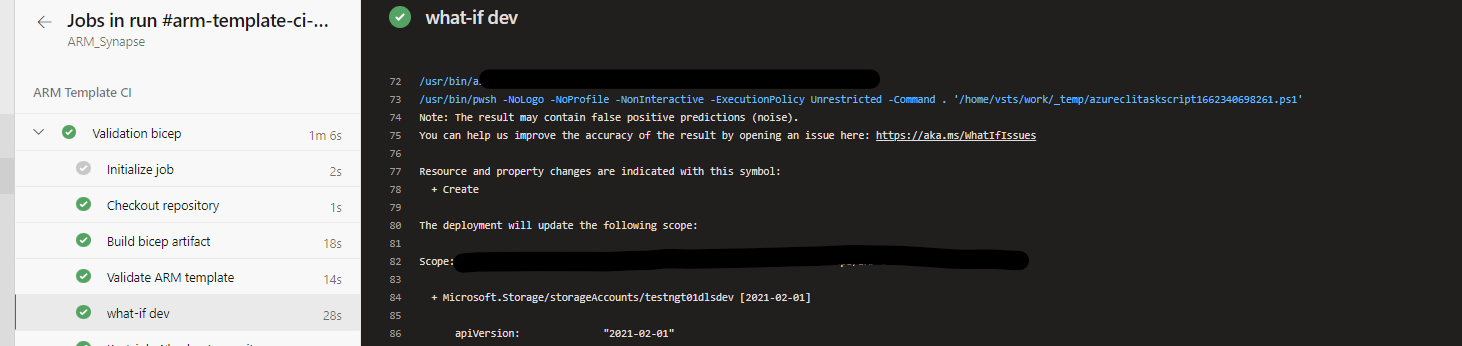 Jobs in run #arm-template-ci-...
ARM_Synapse
ARM Template CI
Validation bicep 1m 6s
Initialize job 2s
Checkout repository 1s
Build bicep artifact 18s
Validate ARM template 14s
what-if dev 28s
what-if dev
72 /usr/bin/a
73 /usr/bin/pwsh -NoLogo -NoProfile -NonInteractive -ExecutionPolicy Unrestricted -Command . '/home/vsts/work/_temp/azureclitaskscript1662340698261.ps1'
74 Note: The result may contain false positive predictions (noise).
75 You can help us improve the accuracy of the result by opening an issue here: https://aka.ms/WhatIfIssues
76
77 Resource and property changes are indicated with this symbol:
78 + Create
79
80 The deployment will update the following scope:
81
82 Scope:
83
84 + Microsoft.Storage/storageAccounts/testngt01dlsdev [2021-02-01]
85
86 apiVersion: "2021-02-01"